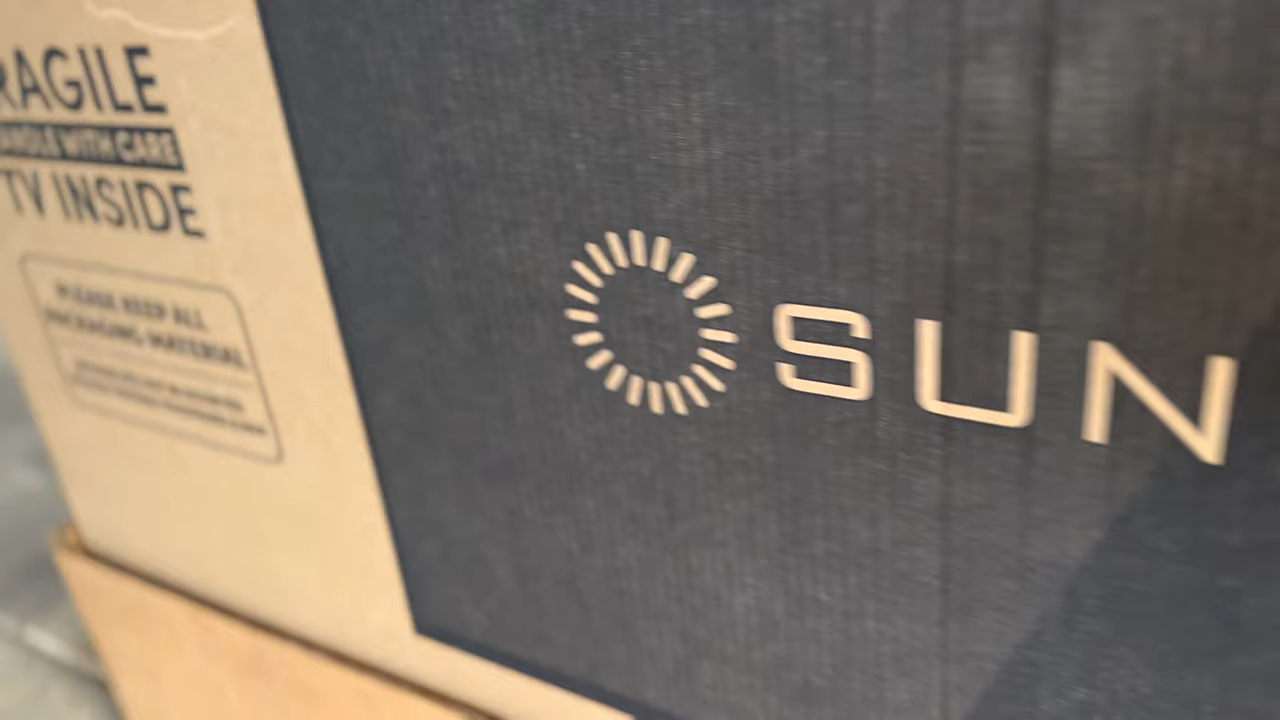 RAGILE
HANDLE WITH CARE
TV INSIDE
PLEASE KEEP ALL
PACKAGING MATERIAL
SUN